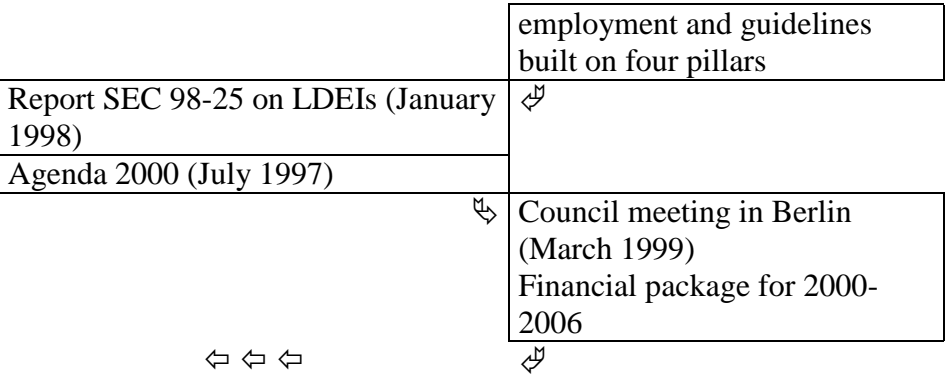 employment and guidelines
built on four pillars
Report SEC 98-25 on LDEIs (January
1998)
Agenda 2000 (July 1997)
Council meeting in Berlin
(March 1999)
Financial package for 2000-
2006